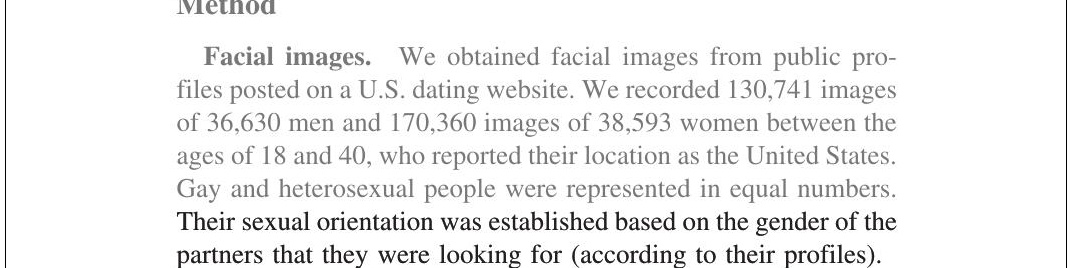 Method
Facial images. We obtained facial images from public pro-
files posted on a U.S. dating website. We recorded 130,741 images
of 36,630 men and 170,360 images of 38,593 women between the
ages of 18 and 40, who reported their location as the United States.
Gay and heterosexual people were represented in equal numbers.
Their sexual orientation was established based on the gender of the
partners that they were looking for (according to their profiles).